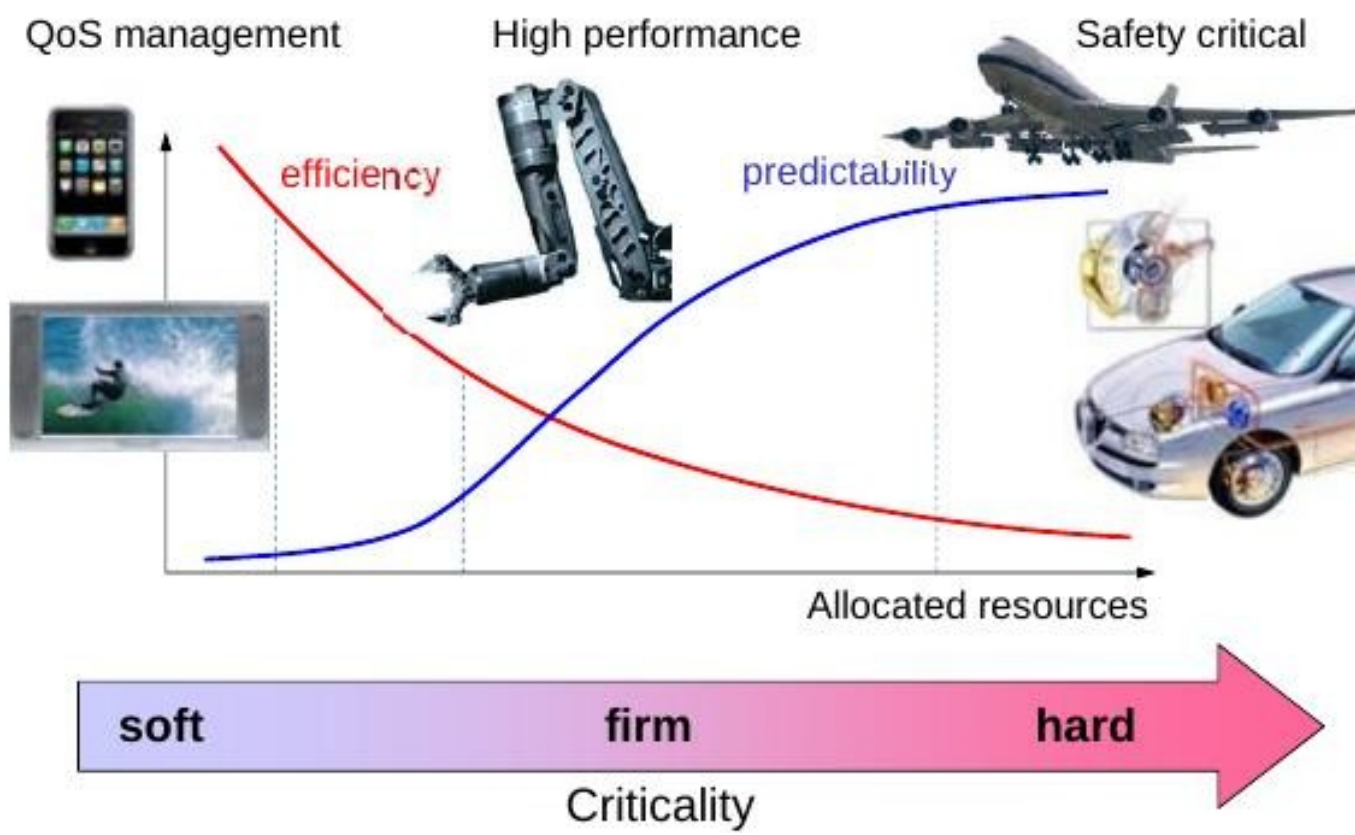 QoS management
High performance
Safety critical
efficiency
predictability
Allocated resources
soft
firm
hard
Criticality